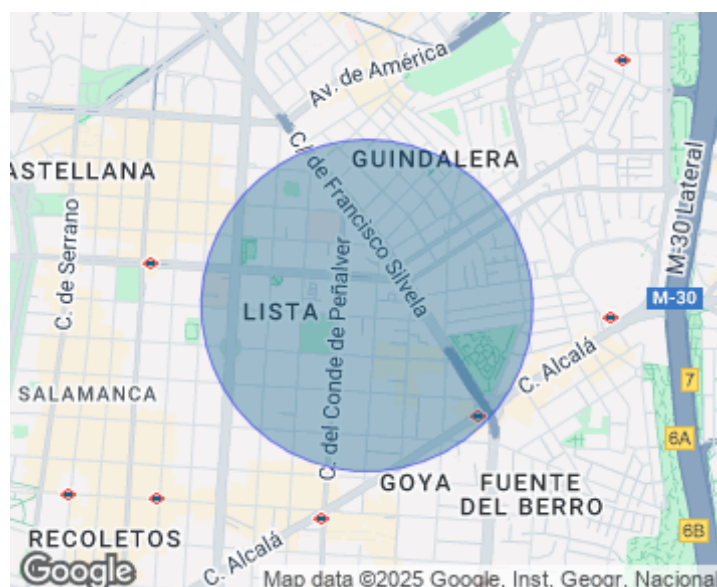 Av. de América
GUINDALERA
ASTELLANA
C. de Francisco Silvela
M-30 Lateral
C. de Serrano
C. del Conde de Peñalver
LISTA
M-30
C. Alcalá
SALAMANCA
7
6A
GOYA
FUENTE
DEL BERRO
6B
RECOLETOS
C. Alcalá
Google
Map data ©2025 Google, Inst. Geogr. Nacional